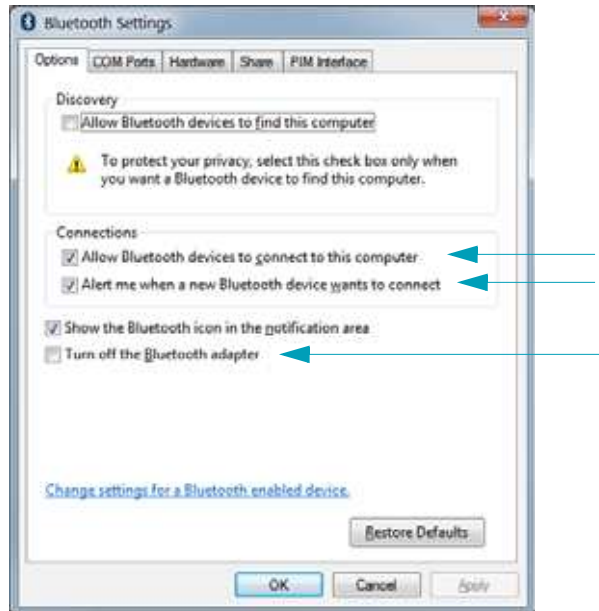 Bluetooth Settings
Options COM Ports Hardware Share PIM Interface
Discovery
Allow Bluetooth devices to find this computer
To protect your privacy, select this check box only when
you want a Bluetooth device to find this computer.
Connections
Allow Bluetooth devices to connect to this computer
Alert me when a new Bluetooth device wants to connect
Show the Bluetooth icon in the notification area
Turn off the Bluetooth adapter
Change settings for a Bluetooth enabled device.
Restore Defaults
OK Cancel Apply